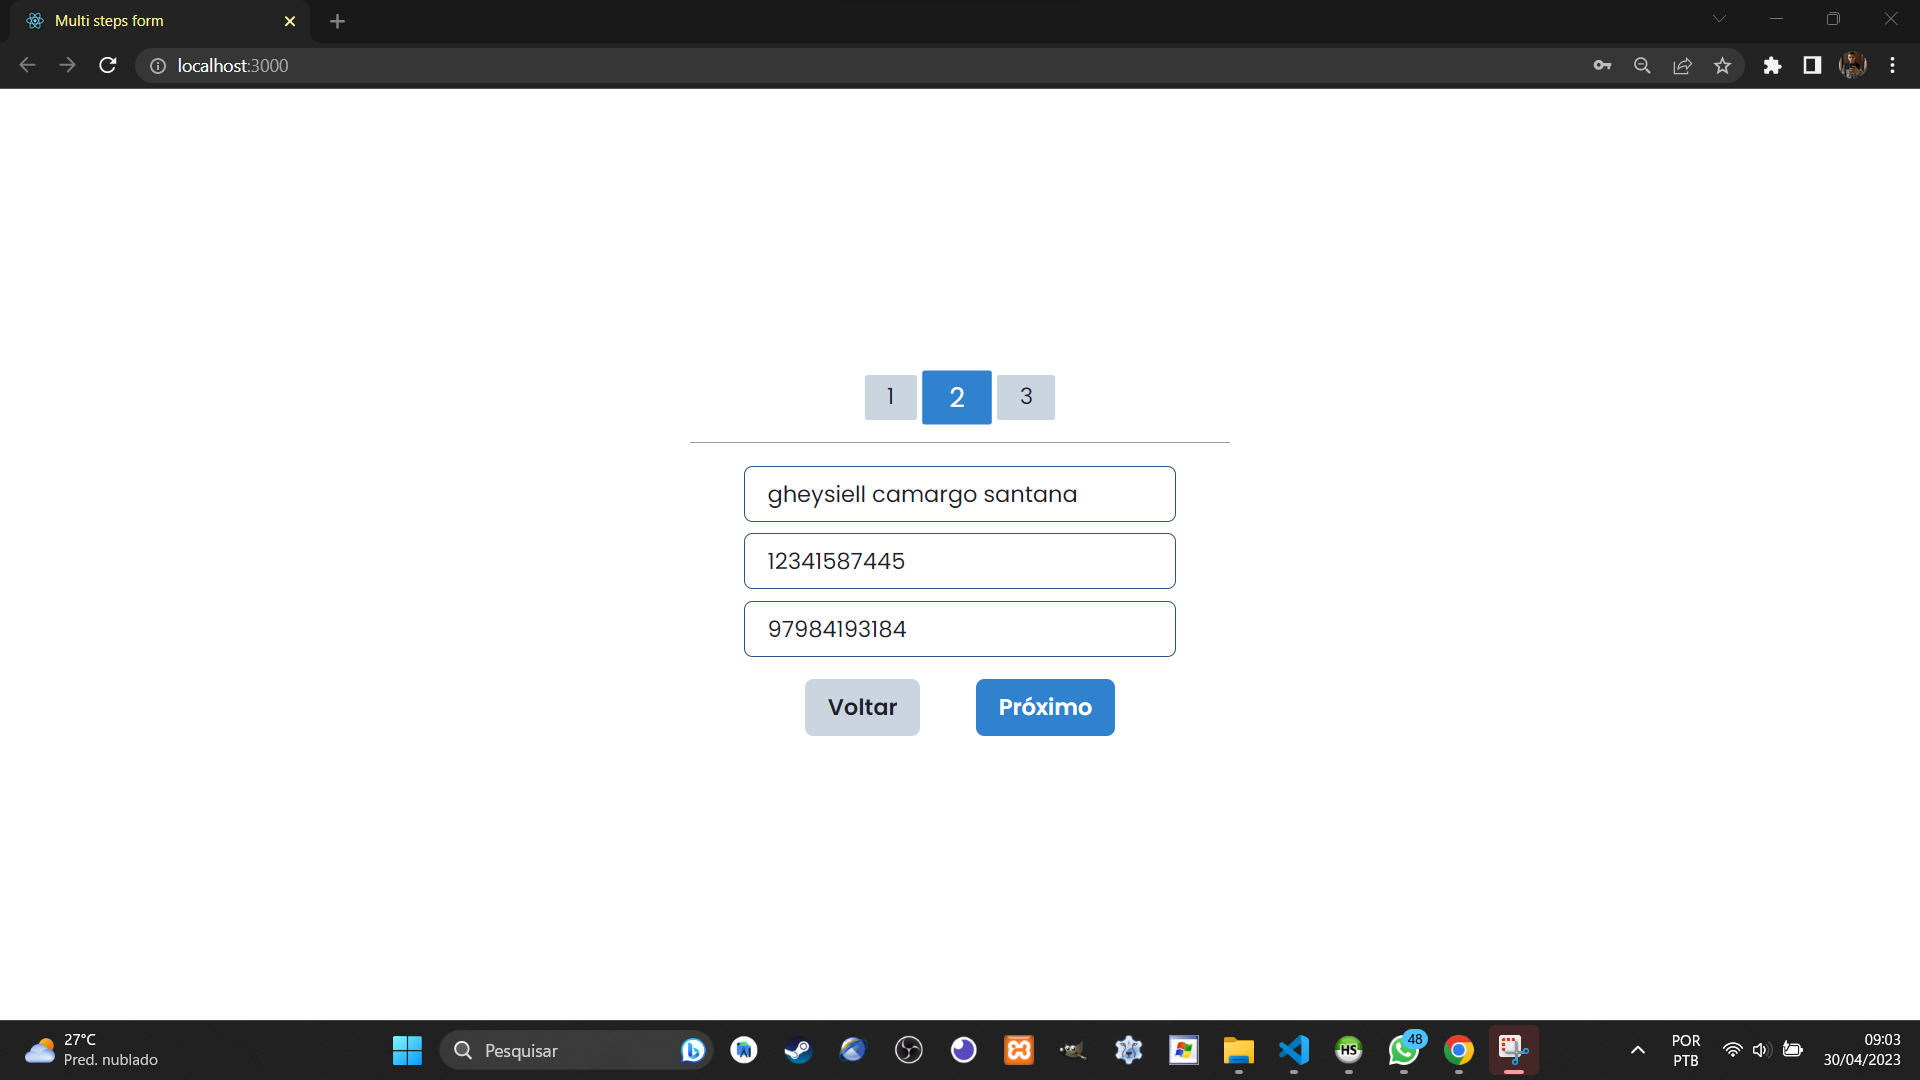 Multi steps form
localhost:3000
1
2
3
gheysiell camargo santana
12341587445
97984193184
Voltar
Próximo
27°C
Pred. nublado
Pesquisar
HS
48
POR
PTB
09:03
30/04/2023